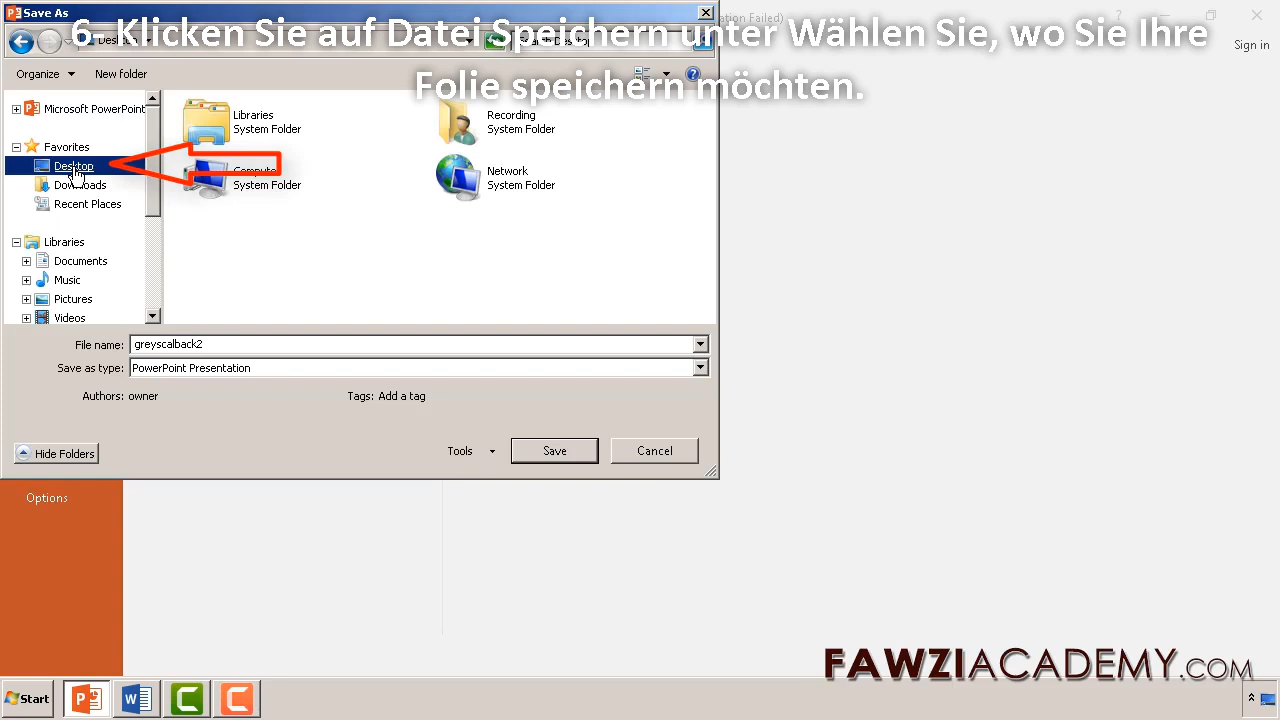 Save As
6- Klicken Sie auf Datei Speichern unter Wählen Sie, wo Sie Ihre
Folie speichern möchten.
Sign in
Organize
New folder
Microsoft PowerPoint
Favorites
Desktop
Downloads
Recent Places
Libraries
Documents
Music
Pictures
Videos
Libraries
System Folder
Recording
System Folder
Computer
System Folder
Network
System Folder
File name: greyscalback2
Save as type: PowerPoint Presentation
Authors: owner
Tags: Add a tag
Hide Folders
Tools
Save
Cancel
Options
FAWZIACADEMY.COM
Start